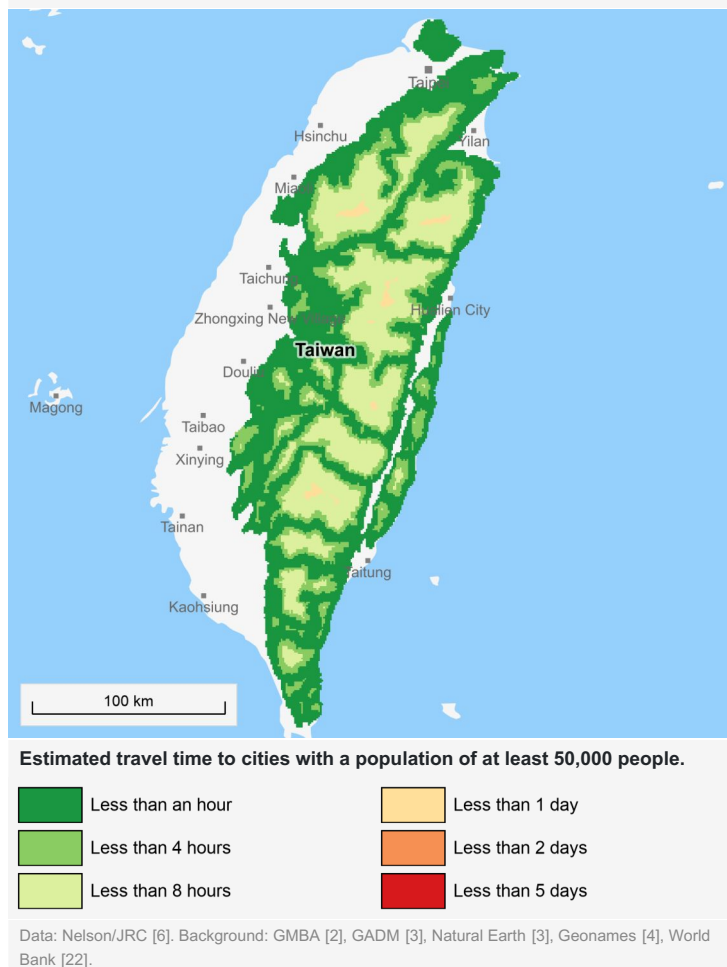 Taipei
Hsinchu
Yilan
Miaoli
Taichung
Hualien City
Zhongxing New Village
Taiwan
Douliu
Magong
Taibao
Xinying
Tainan
Taitung
Kaohsiung
100 km
Estimated travel time to cities with a population of at least 50,000 people.
Less than an hour
Less than 1 day
Less than 4 hours
Less than 2 days
Less than 8 hours
Less than 5 days
Data: Nelson/JRC [6]. Background: GMBA [2], GADM [3], Natural Earth [3], Geonames [4], World
Bank [22].